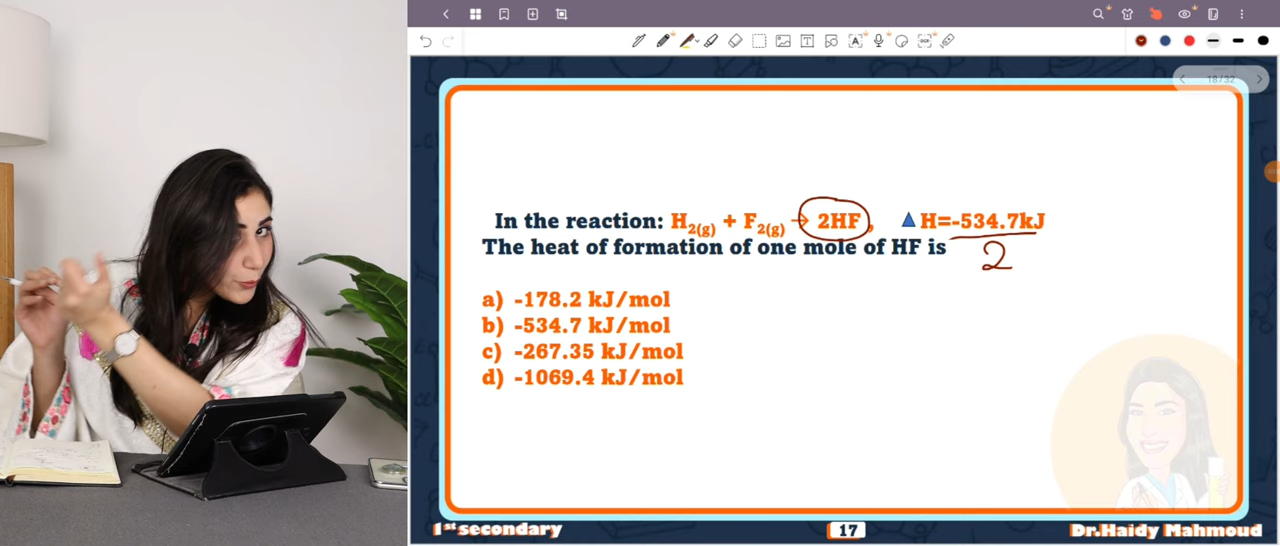 18/32
In the reaction: H2(g) + F2(g) → 2HF, ▲ H=-534.7kJ
2
The heat of formation of one mole of HF is
a) -178.2 kJ/mol
b) -534.7 kJ/mol
c) -267.35 kJ/mol
d) -1069.4 kJ/mol
1st secondary 17 Dr.Haidy Mahmoud